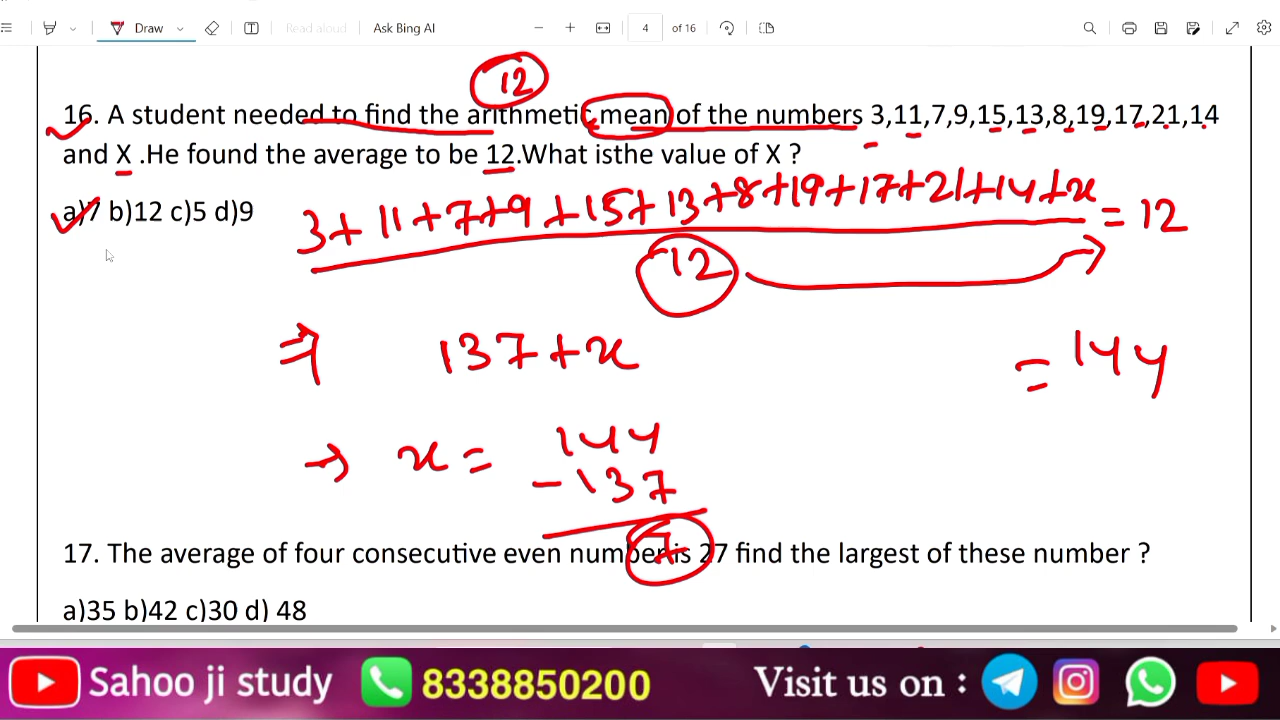 Draw Read aloud Ask Bing AI 4 of 16
12
16. A student needed to find the arithmetic mean of the numbers 3,11,7,9,15,13,8,19,17,21,14
and X .He found the average to be 12.What isthe value of X ?
a)7 b)12 c)5 d)9
3+11+7+9+15+13+8+19+17+21+14+x = 12
12
⇒ 137+x = 144
→ x = 144
-137
7
17. The average of four consecutive even number is 27 find the largest of these number ?
a)35 b)42 c)30 d) 48
Sahoo ji study 8338850200 Visit us on :